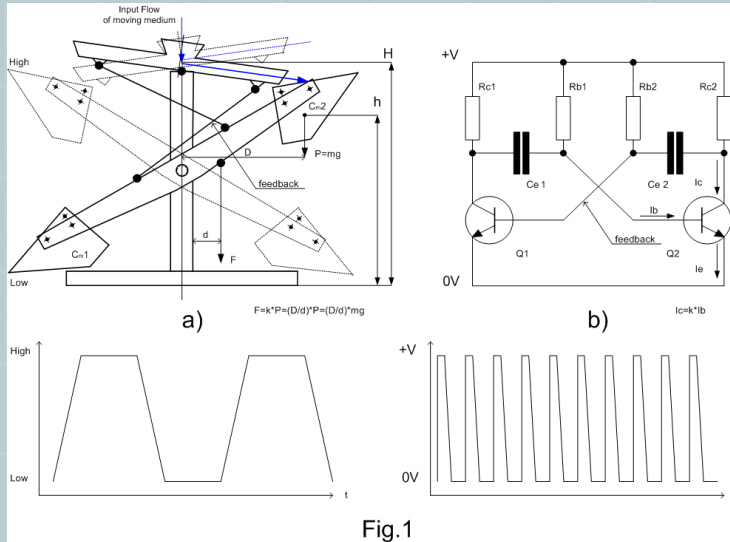 Input Flow
of moving medium
High
H
h
Cm2
D
P=mg
feedback
Cm1
d
F
Low
a)
F=k*P=(D/d)*P=(D/d)*mg
+V
Rc1
Rb1
Rb2
Rc2
Ce 1
Ce 2
Ic
Ib
feedback
Q1
Q2
Ie
0V
b)
Ic=k*Ib
High
Low
t
+V
0V
Fig.1